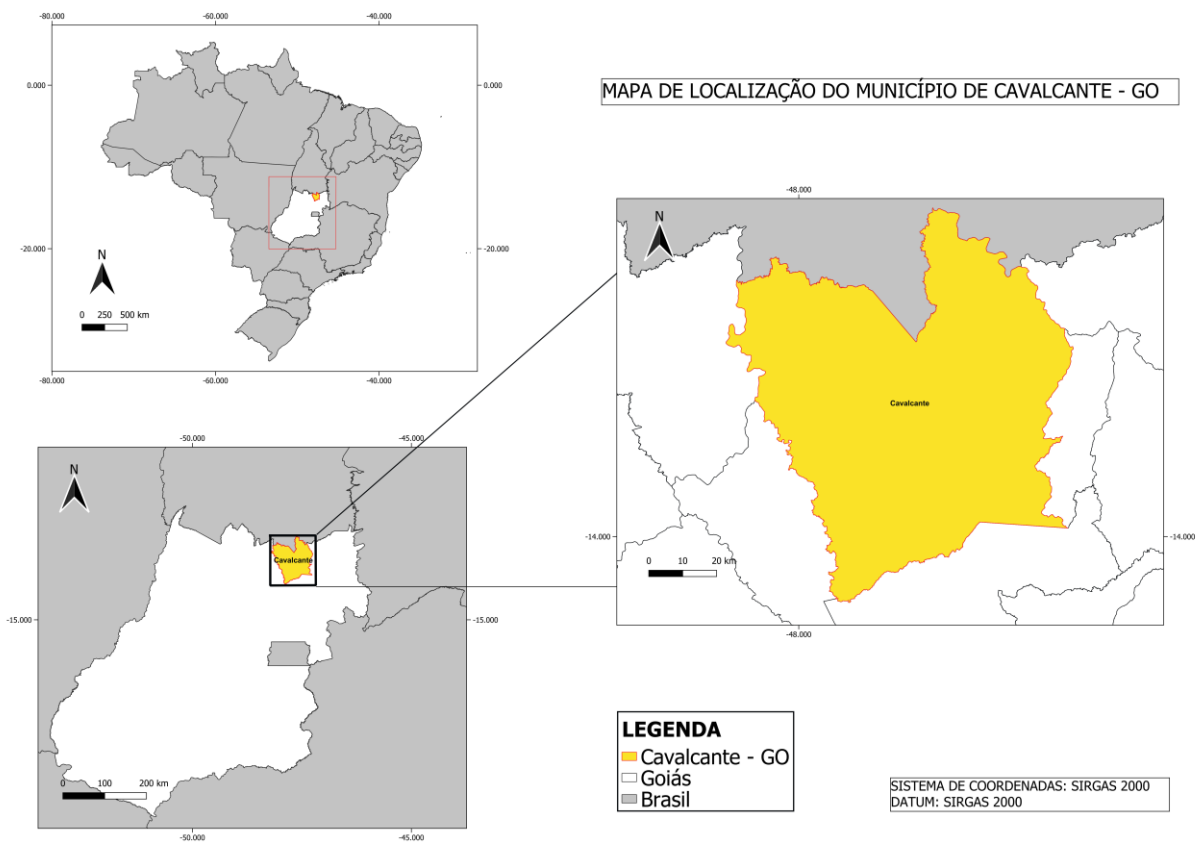 -80.000
-60.000
-40.000
0.000
0.000
-20.000
-20.000
N
0 250 500 km
-80.000
-60.000
-40.000
MAPA DE LOCALIZAÇÃO DO MUNICÍPIO DE CAVALCANTE - GO
-48.000
N
Cavalcante
-14.000
-14.000
0 10 20 km
-48.000
-50.000
-45.000
N
Cavalcante
-15.000
-15.000
0 100 200 km
-50.000
-45.000
LEGENDA
Cavalcante - GO
Goiás
Brasil
SISTEMA DE COORDENADAS: SIRGAS 2000
DATUM: SIRGAS 2000